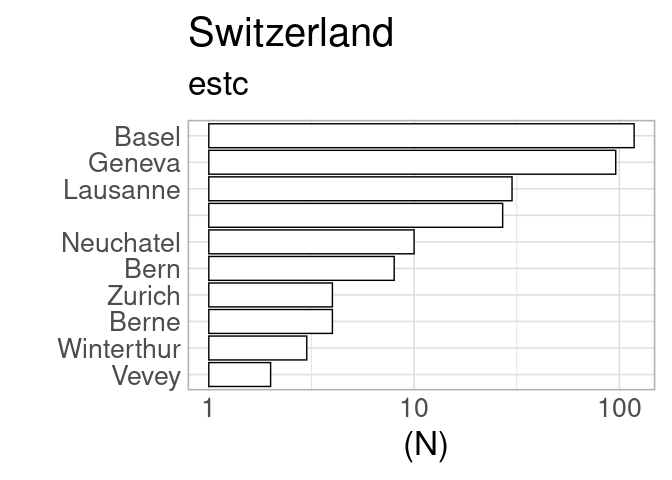 Switzerland
estc
Basel
Geneva
Lausanne
Neuchatel
Bern
Zurich
Berne
Winterthur
Vevey
1 10 100
(N)